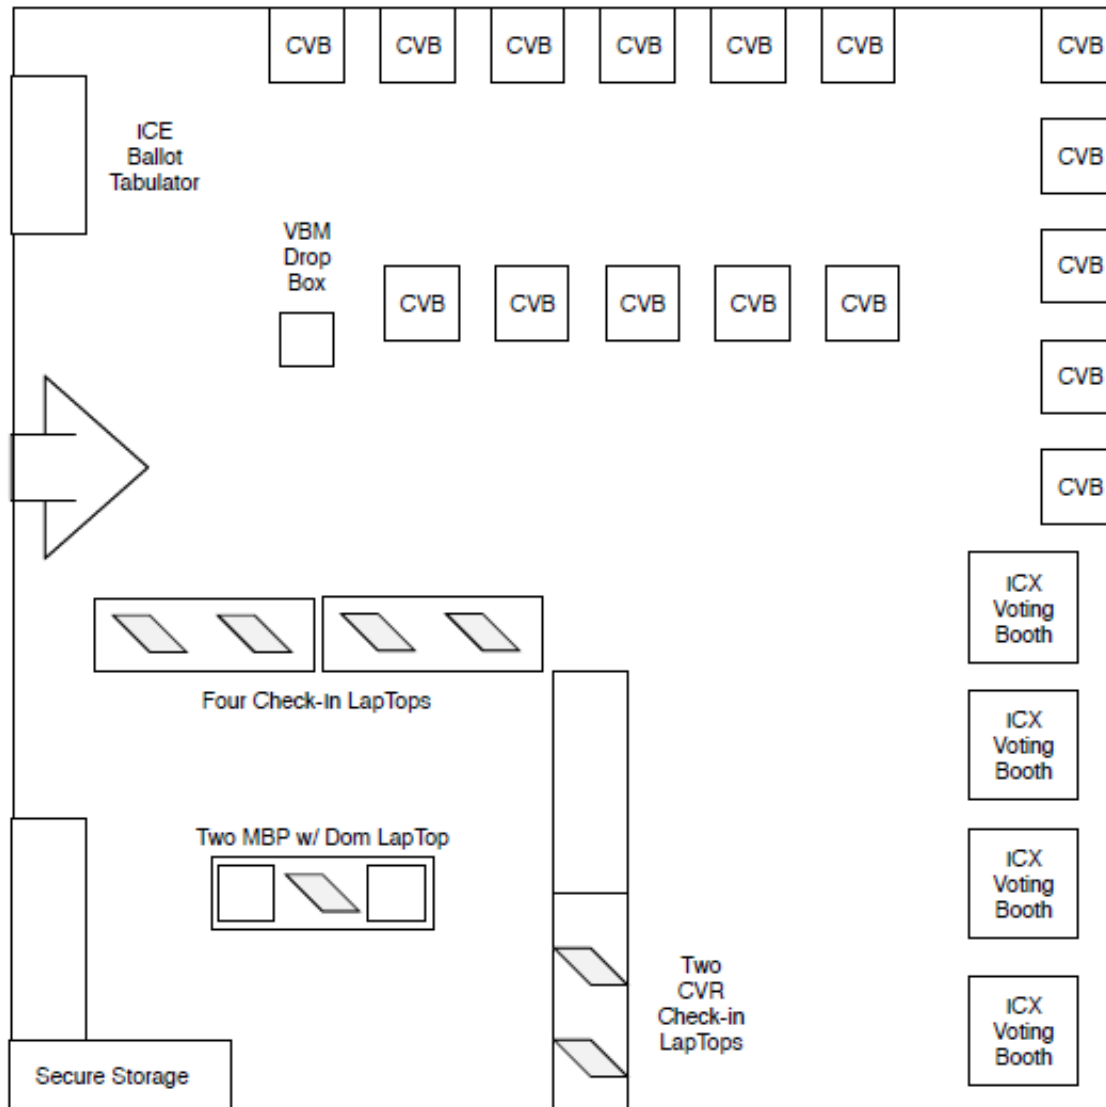 CVB
CVB
CVB
CVB
CVB
CVB
CVB
ICE
Ballot
Tabulator
CVB
VBM
Drop
Box
CVB
CVB
CVB
CVB
CVB
CVB
CVB
CVB
ICX
Voting
Booth
Four Check-in LapTops
ICX
Voting
Booth
Two MBP w/ Dom LapTop
ICX
Voting
Booth
Two
CVR
Check-in
LapTops
ICX
Voting
Booth
Secure Storage